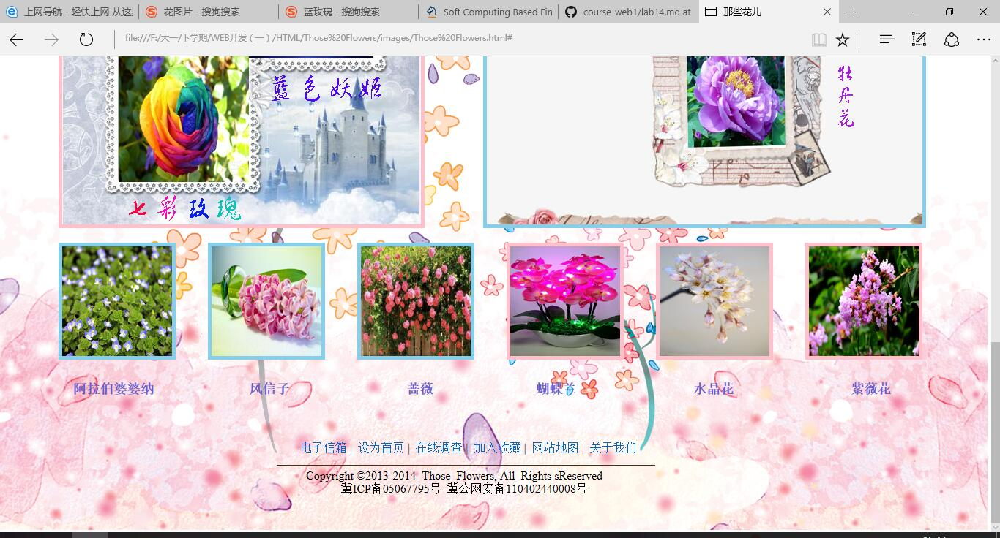 上网导航 - 轻快上网 从这
花图片 - 搜狗搜索
蓝玫瑰 - 搜狗搜索
Soft Computing Based Fin
course-web1/lab14.md at
那些花儿
file:///F:/大一/下学期/WEB开发 (一) /HTML/Those%20Flowers/images/Those%20Flowers.html#
蓝色妖姬
七彩玫瑰
牡丹花
阿拉伯婆婆纳
风信子
蔷薇
蝴蝶兰
水晶花
紫薇花
电子信箱 | 设为首页 | 在线调查 | 加入收藏 | 网站地图 | 关于我们
Copyright ©2013-2014 Those Flowers, All Rights sReserved
冀ICP备05067795号 冀公网安备110402440008号